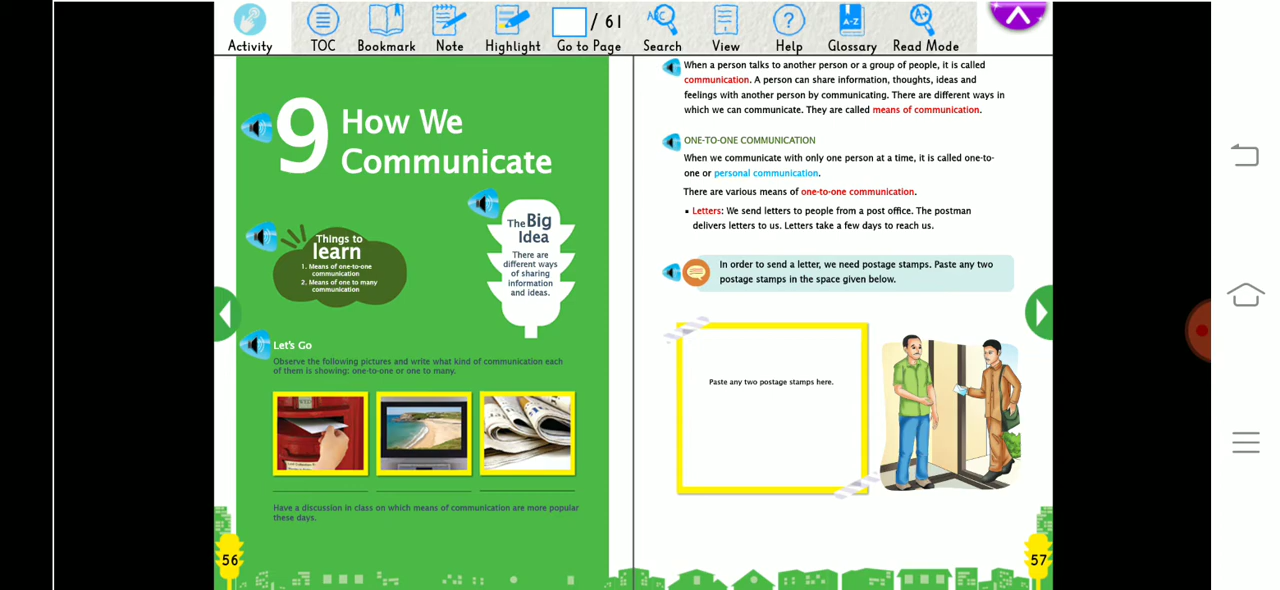 Activity
TOC
Bookmark
Note
Highlight
/ 61
Go to Page
ABC
Search
View
?
Help
A-Z
Glossary
A+
Read Mode
9
How We
Communicate
Things to
learn
1. Means of one-to-one
communication
2. Means of one to many
communication
The Big
Idea
There are
different ways
of sharing
information
and ideas.
Let's Go
Observe the following pictures and write what kind of communication each
of them is showing: one-to-one or one to many.
Have a discussion in class on which means of communication are more popular
these days.
56
When a person talks to another person or a group of people, it is called
communication. A person can share information, thoughts, ideas and
feelings with another person by communicating. There are different ways in
which we can communicate. They are called means of communication.
ONE-TO-ONE COMMUNICATION
When we communicate with only one person at a time, it is called one-to-
one or personal communication.
There are various means of one-to-one communication.
▪ Letters: We send letters to people from a post office. The postman
delivers letters to us. Letters take a few days to reach us.
In order to send a letter, we need postage stamps. Paste any two
postage stamps in the space given below.
Paste any two postage stamps here.
57